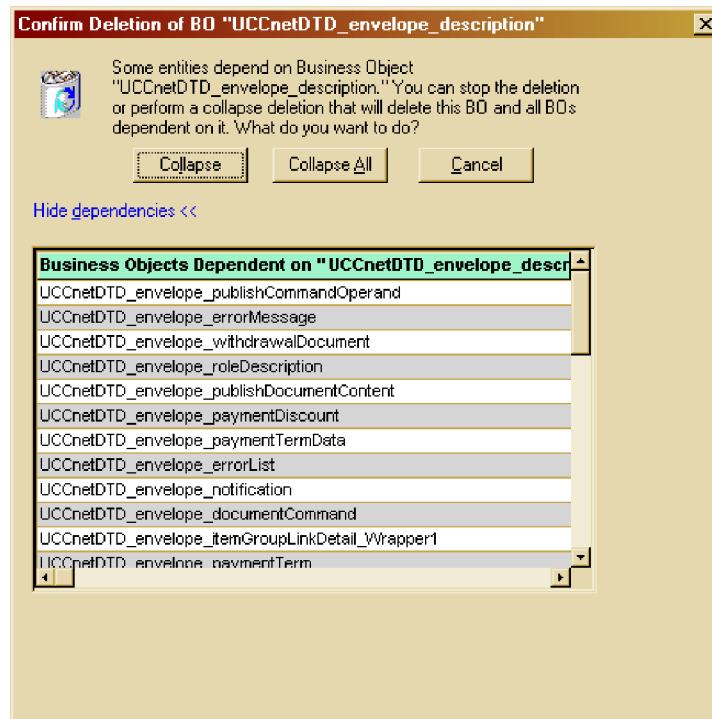 Confirm Deletion of BO "UCCnetDTD_envelope_description"
Some entities depend on Business Object
"UCCnetDTD_envelope_description." You can stop the deletion
or perform a collapse deletion that will delete this BO and all BOs
dependent on it. What do you want to do?
Collapse Collapse All Cancel
Hide dependencies <<
Business Objects Dependent on "UCCnetDTD_envelope_descr
UCCnetDTD_envelope_publishCommandOperand
UCCnetDTD_envelope_errorMessage
UCCnetDTD_envelope_withdrawalDocument
UCCnetDTD_envelope_roleDescription
UCCnetDTD_envelope_publishDocumentContent
UCCnetDTD_envelope_paymentDiscount
UCCnetDTD_envelope_paymentTermData
UCCnetDTD_envelope_errorList
UCCnetDTD_envelope_notification
UCCnetDTD_envelope_documentCommand
UCCnetDTD_envelope_itemGroupLinkDetail_Wrapper1
UCCnetDTD_envelope_paymentTerm